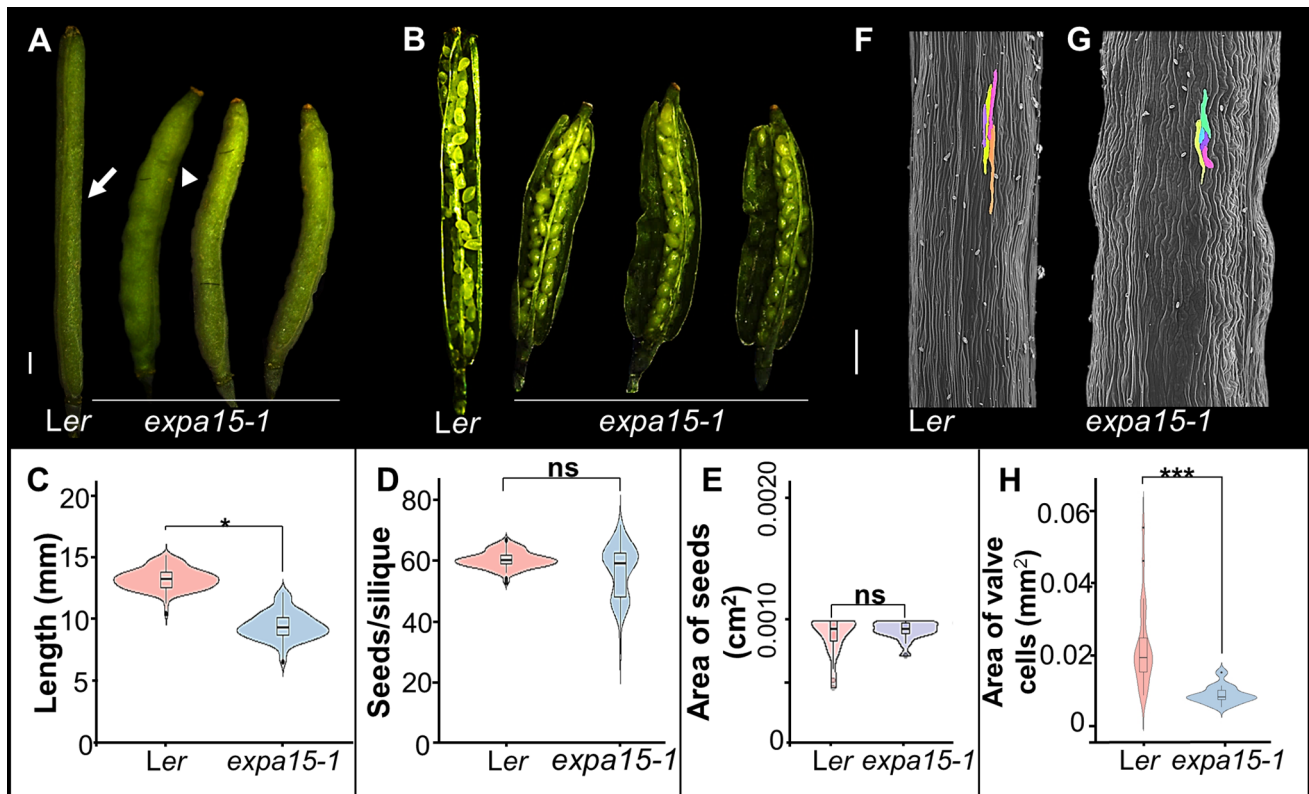 A
B
F
G
Ler
expa15-1
Ler
expa15-1
Ler
expa15-1
C
Length (mm)
20
15
10
5
0
*
Ler
expa15-1
D
Seeds/silique
80
60
40
60
0
ns
Ler
expa15-1
E
Area of seeds
(cm²)
0.0020
0.0010
0
ns
Ler
expa15-1
H
Area of valve
cells (mm²)
0.06
0.04
0.02
0
***
Ler
expa15-1